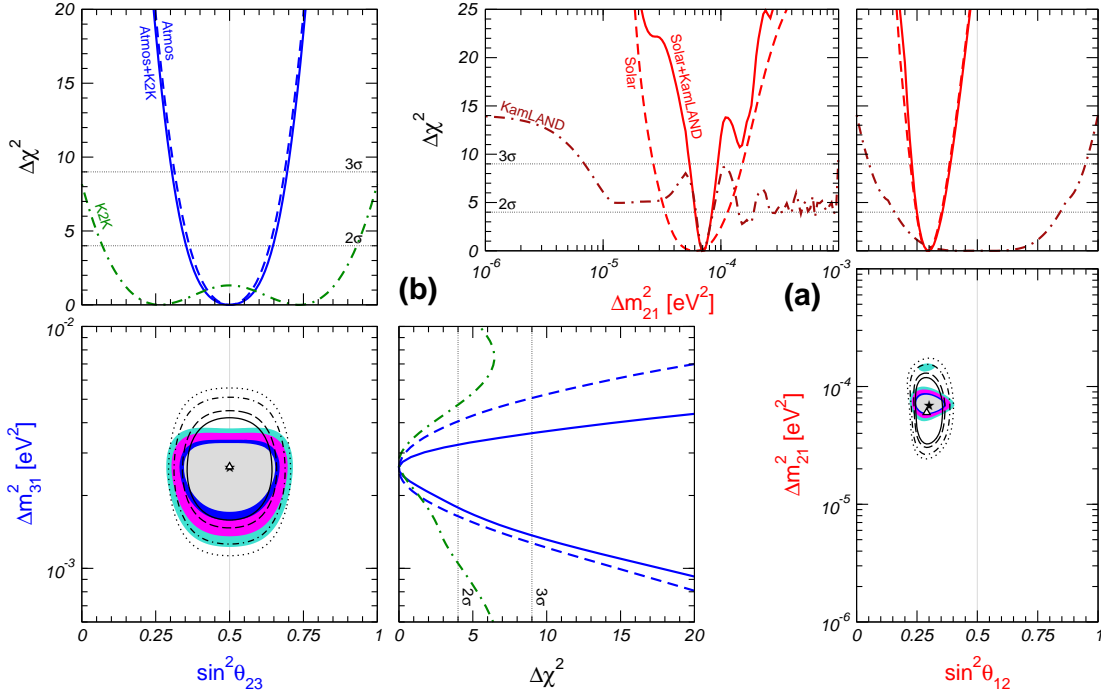 20
15
10
5
0
Δχ²
Atmos
Atmos+K2K
K2K
3σ
2σ
25
20
15
10
5
0
Δχ²
KamLAND
Solar
Solar+KamLAND
3σ
2σ
10⁻⁶ 10⁻⁵ 10⁻⁴
Δm²₂₁ [eV²]
(b)
(a)
10⁻²
10⁻³
Δm²₃₁ [eV²]
0 0.25 0.5 0.75 1
sin²θ₂₃
2σ
3σ
0 5 10 15 20
Δχ²
10⁻³
10⁻⁴
10⁻⁵
10⁻⁶
Δm²₂₁ [eV²]
0 0.25 0.5 0.75 1
sin²θ₁₂